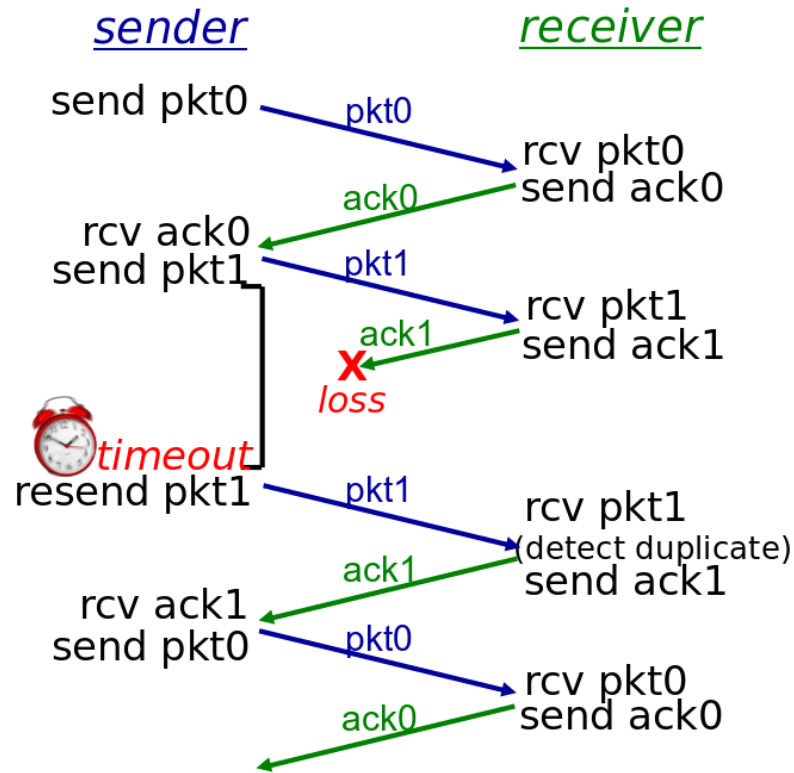 sender
receiver
send pkt0
pkt0
rcv pkt0
send ack0
ack0
rcv ack0
send pkt1
pkt1
rcv pkt1
send ack1
ack1
X
loss
timeout
resend pkt1
pkt1
rcv pkt1
(detect duplicate)
send ack1
ack1
rcv ack1
send pkt0
pkt0
rcv pkt0
send ack0
ack0